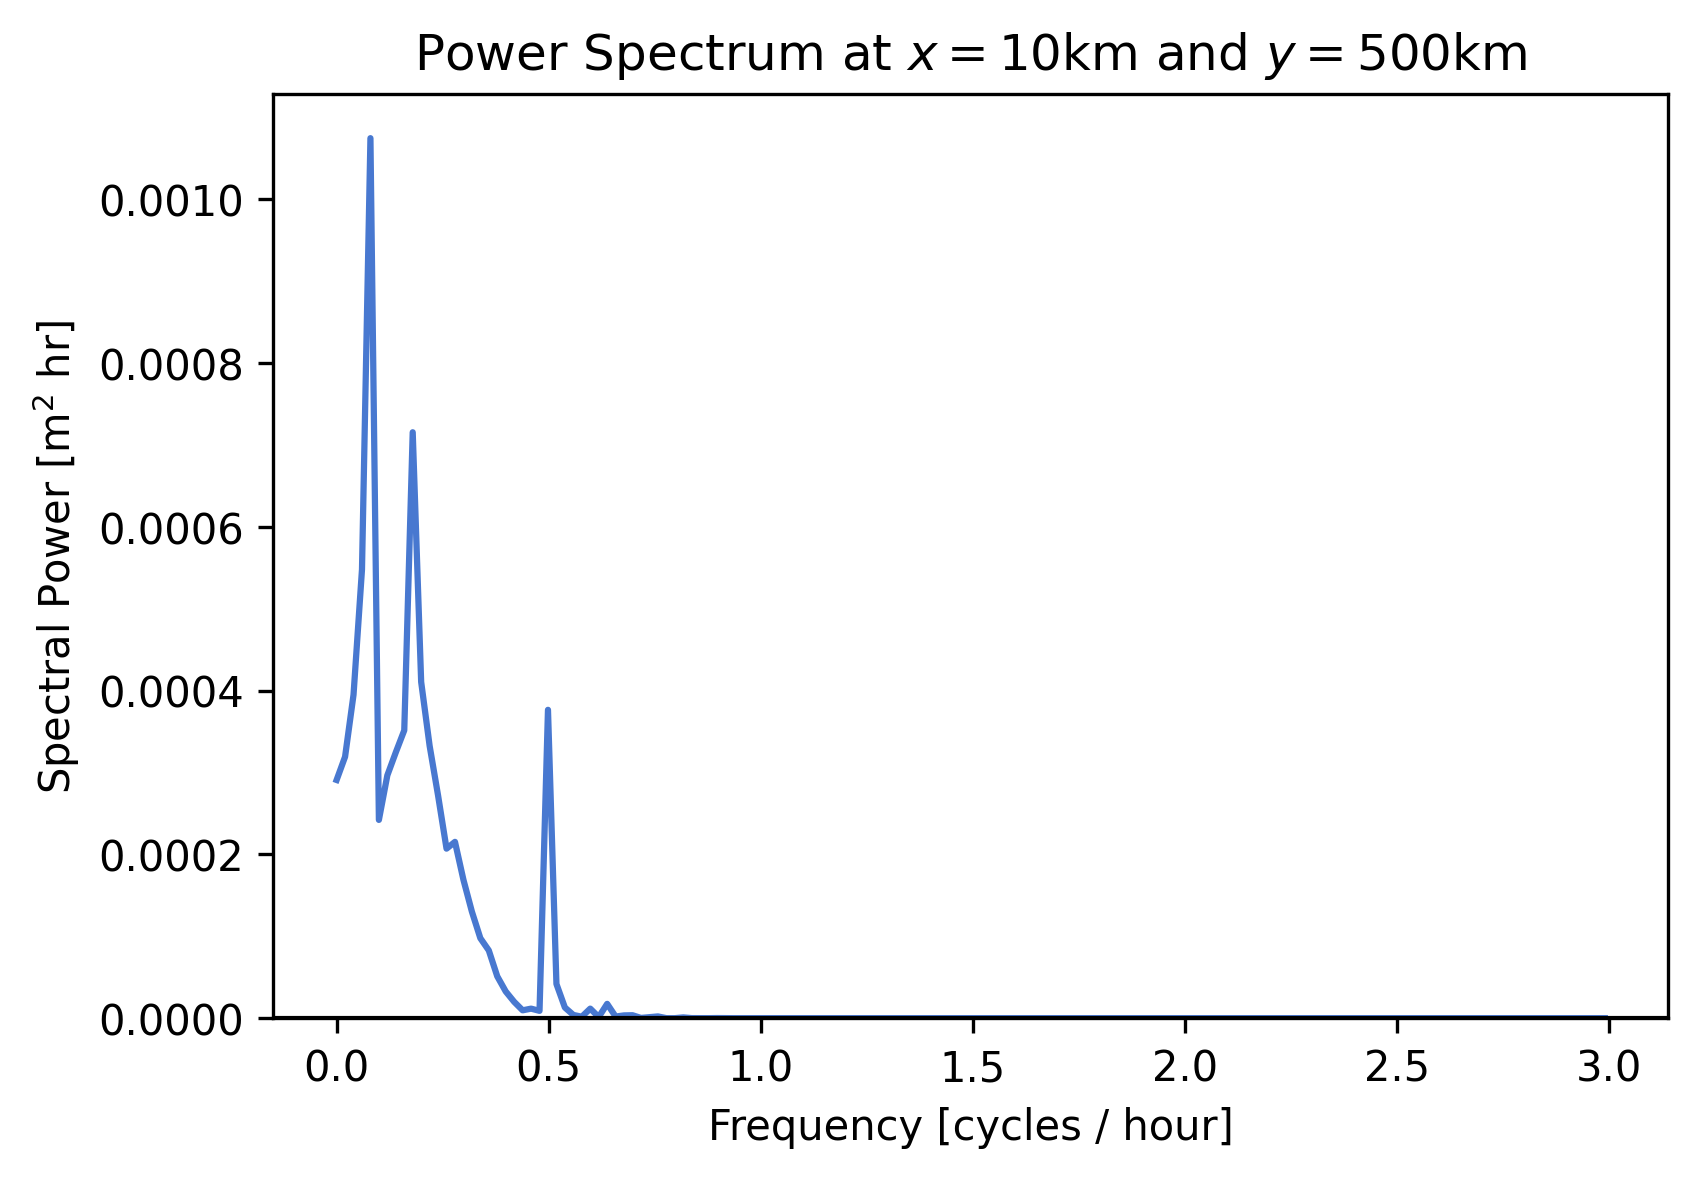 Power Spectrum at x = 10km and y = 500km
Spectral Power [m² hr]
0.0010
0.0008
0.0006
0.0004
0.0002
0.0000
0.0 0.5 1.0 1.5 2.0 2.5 3.0
Frequency [cycles / hour]